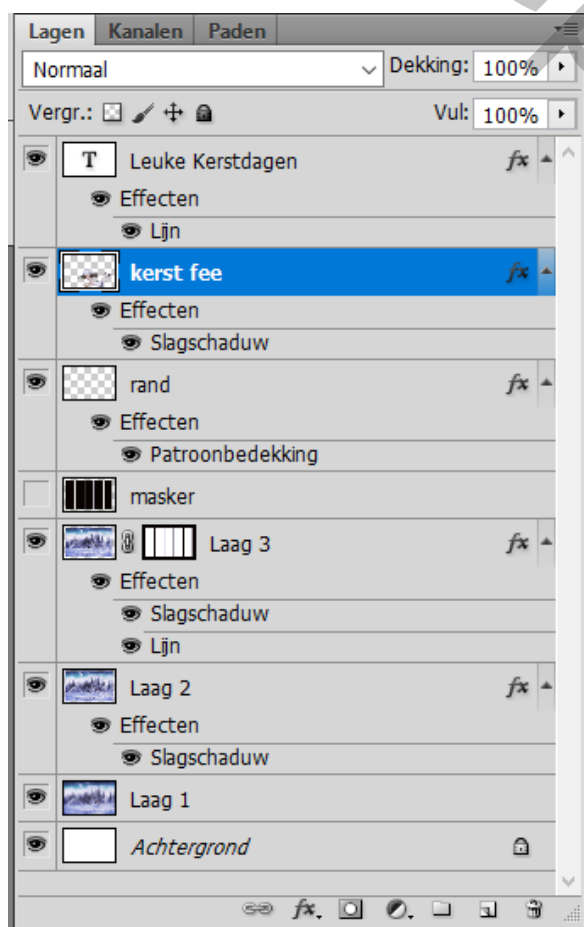 Lagen Kanalen Paden
Normaal Dekking: 100%
Vergr.: Vul: 100%
T Leuke Kerstdagen fx
Effecten
Lijn
kerst fee fx
Effecten
Slagschaduw
rand fx
Effecten
Patroonbedekking
masker
Laag 3 fx
Effecten
Slagschaduw
Lijn
Laag 2 fx
Effecten
Slagschaduw
Laag 1
Achtergrond
fx.